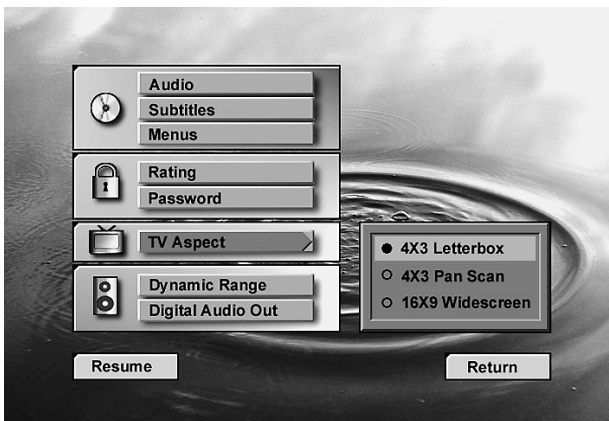 Audio
Subtitles
Menus
Rating
Password
TV Aspect
4X3 Letterbox
4X3 Pan Scan
16X9 Widescreen
Dynamic Range
Digital Audio Out
Resume
Return